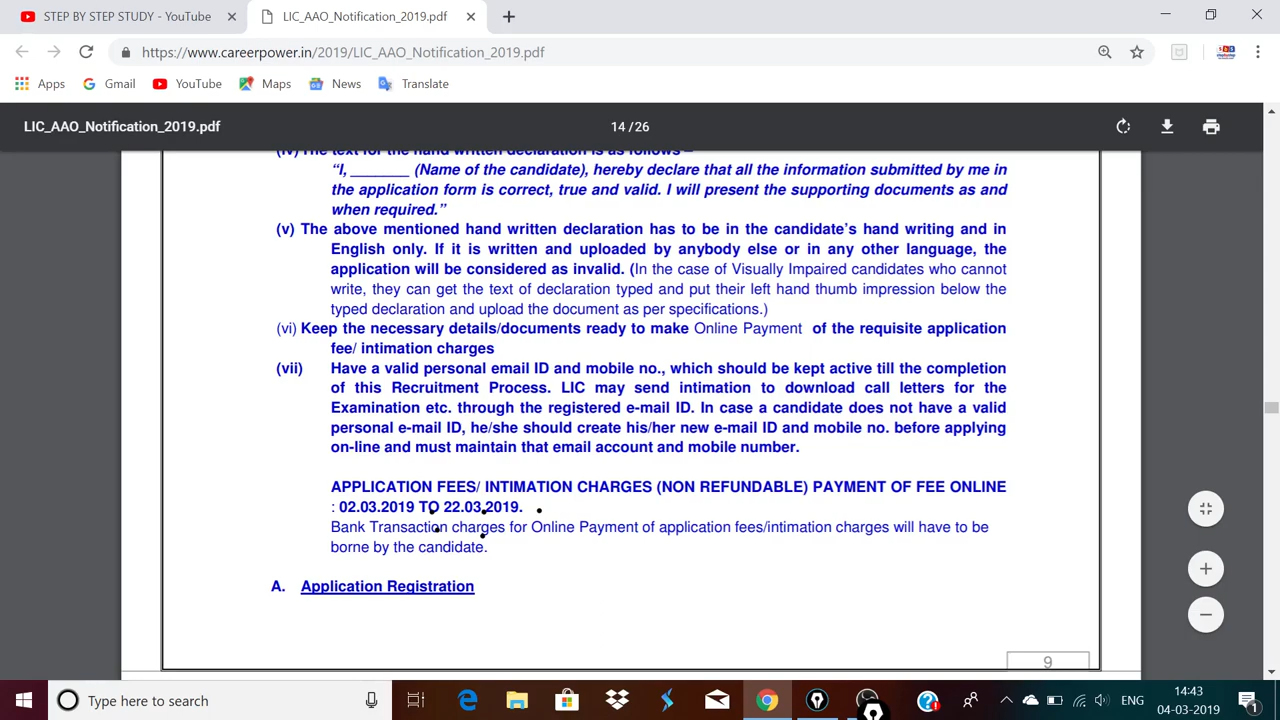 STEP BY STEP STUDY - YouTube
LIC_AAO_Notification_2019.pdf
https://www.careerpower.in/2019/LIC_AAO_Notification_2019.pdf
Apps Gmail YouTube Maps News Translate
LIC_AAO_Notification_2019.pdf 14 / 26
(iv) The text for the hand written declaration is as follows –
“I, _______ (Name of the candidate), hereby declare that all the information submitted by me in
the application form is correct, true and valid. I will present the supporting documents as and
when required.”
(v) The above mentioned hand written declaration has to be in the candidate’s hand writing and in
English only. If it is written and uploaded by anybody else or in any other language, the
application will be considered as invalid. (In the case of Visually Impaired candidates who cannot
write, they can get the text of declaration typed and put their left hand thumb impression below the
typed declaration and upload the document as per specifications.)
(vi) Keep the necessary details/documents ready to make Online Payment of the requisite application
fee/ intimation charges
(vii) Have a valid personal email ID and mobile no., which should be kept active till the completion
of this Recruitment Process. LIC may send intimation to download call letters for the
Examination etc. through the registered e-mail ID. In case a candidate does not have a valid
personal e-mail ID, he/she should create his/her new e-mail ID and mobile no. before applying
on-line and must maintain that email account and mobile number.
APPLICATION FEES/ INTIMATION CHARGES (NON REFUNDABLE) PAYMENT OF FEE ONLINE
: 02.03.2019 TO 22.03.2019.
Bank Transaction charges for Online Payment of application fees/intimation charges will have to be
borne by the candidate.
A. Application Registration
9
Type here to search
ENG
14:43
04-03-2019
1